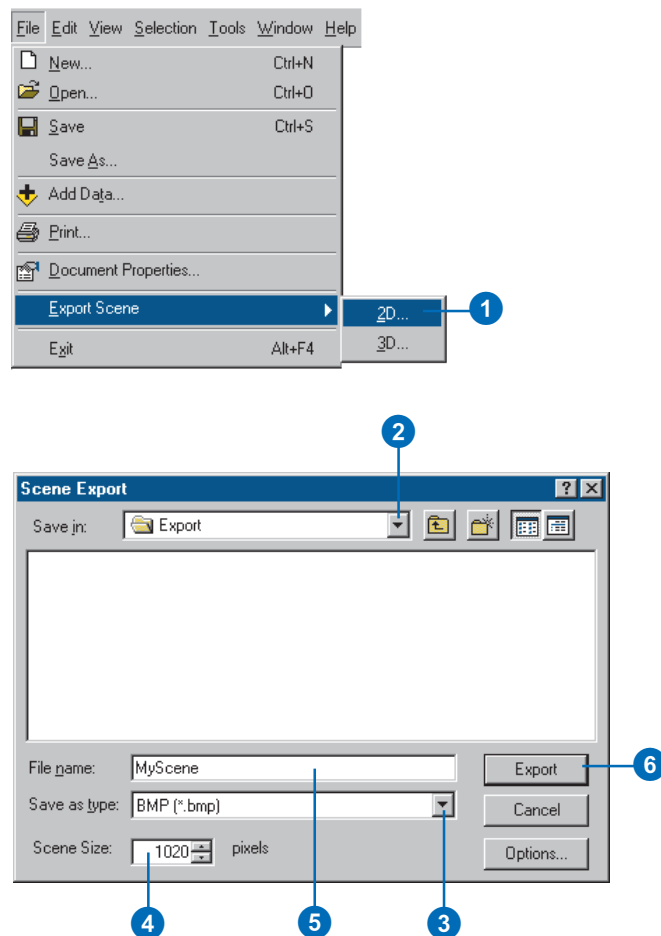 File Edit View Selection Tools Window Help
New... Ctrl+N
Open... Ctrl+O
Save Ctrl+S
Save As...
Add Data...
Print...
Document Properties...
Export Scene
2D... 1
3D...
Exit Alt+F4
2
Scene Export
Save in: Export
File name: MyScene Export 6
Save as type: BMP (*.bmp) Cancel
Scene Size: 1020 pixels Options...
4 5 3